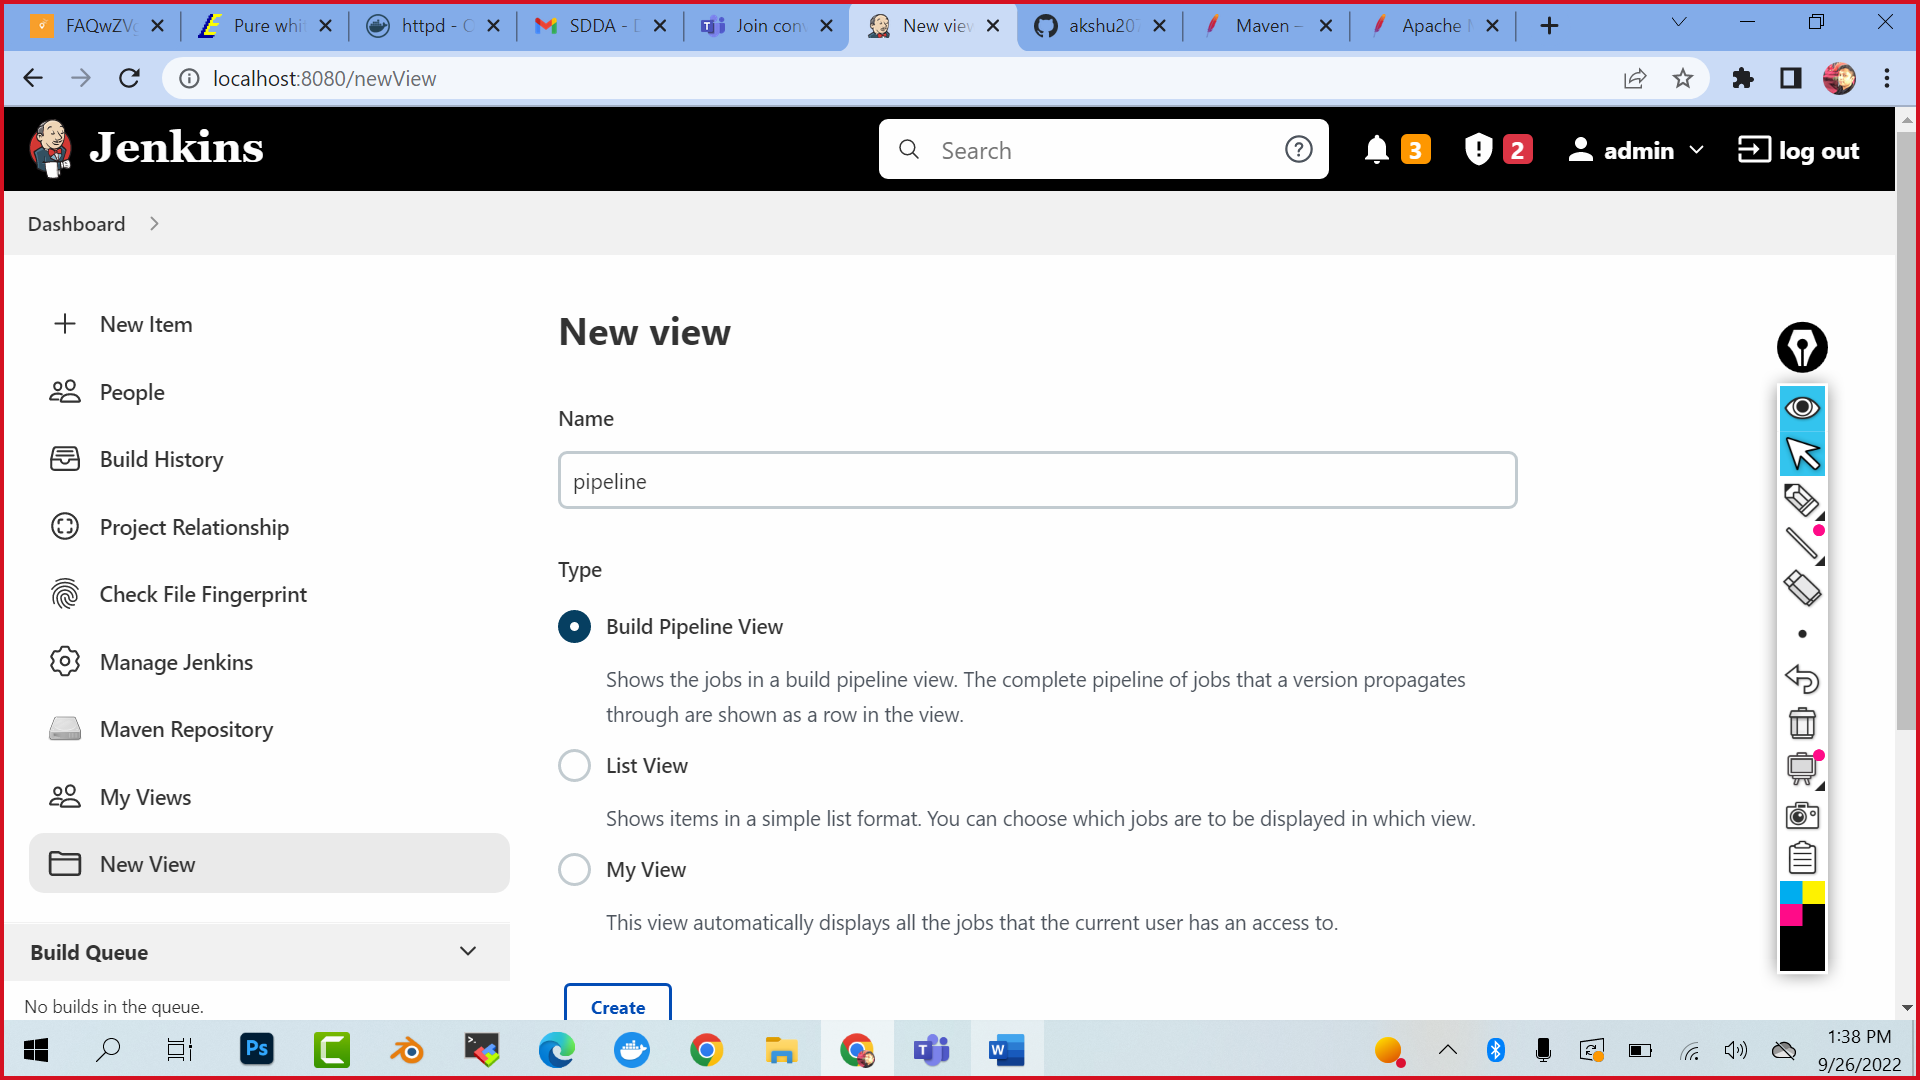 FAQwZVg
Pure whit
httpd - O
SDDA - D
Join conv
New view
akshu207
Maven –
Apache M
localhost:8080/newView
Jenkins
Search
3
2
admin
log out
Dashboard
New Item
People
Build History
Project Relationship
Check File Fingerprint
Manage Jenkins
Maven Repository
My Views
New View
Build Queue
No builds in the queue.
New view
Name
pipeline
Type
Build Pipeline View
Shows the jobs in a build pipeline view. The complete pipeline of jobs that a version propagates
through are shown as a row in the view.
List View
Shows items in a simple list format. You can choose which jobs are to be displayed in which view.
My View
This view automatically displays all the jobs that the current user has an access to.
Create
Ps
1:38 PM
9/26/2022